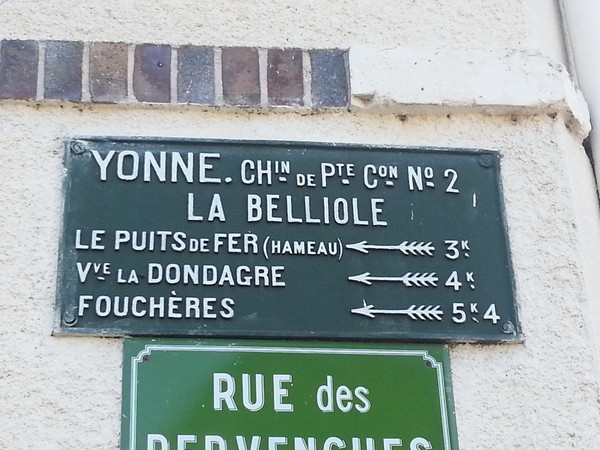 YONNE. CHIN DE PTE CON NO 2
LA BELLIOLE
LE PUITS DE FER (HAMEAU) 3K
VVE LA DONDAGRE 4K
FOUCHÈRES 5K4
RUE des
PERVENCHES